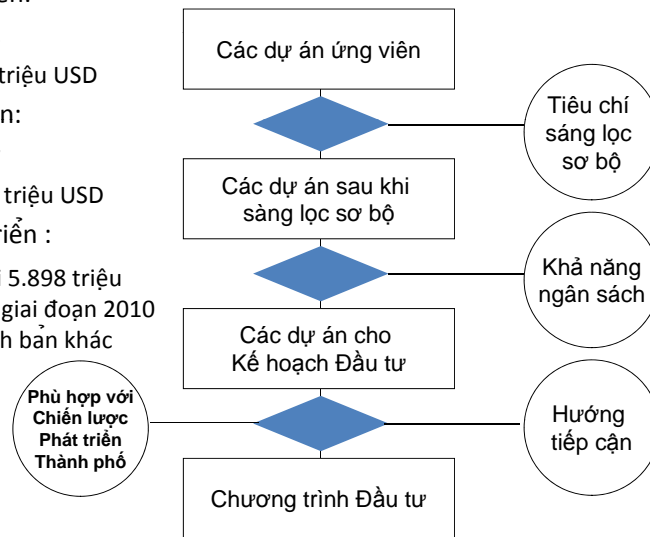 triệu USD
n:
triệu USD
riển :
i 5.898 triệu
giai đoạn 2010
h bản khác
Các dự án ứng viên
Tiêu chí
sáng lọc
sơ bộ
Các dự án sau khi
sàng lọc sơ bộ
Khả năng
ngân sách
Các dự án cho
Kế hoạch Đầu tư
Phù hợp với
Chiến lược
Phát triển
Thành phố
Hướng
tiếp cận
Chương trình Đầu tư